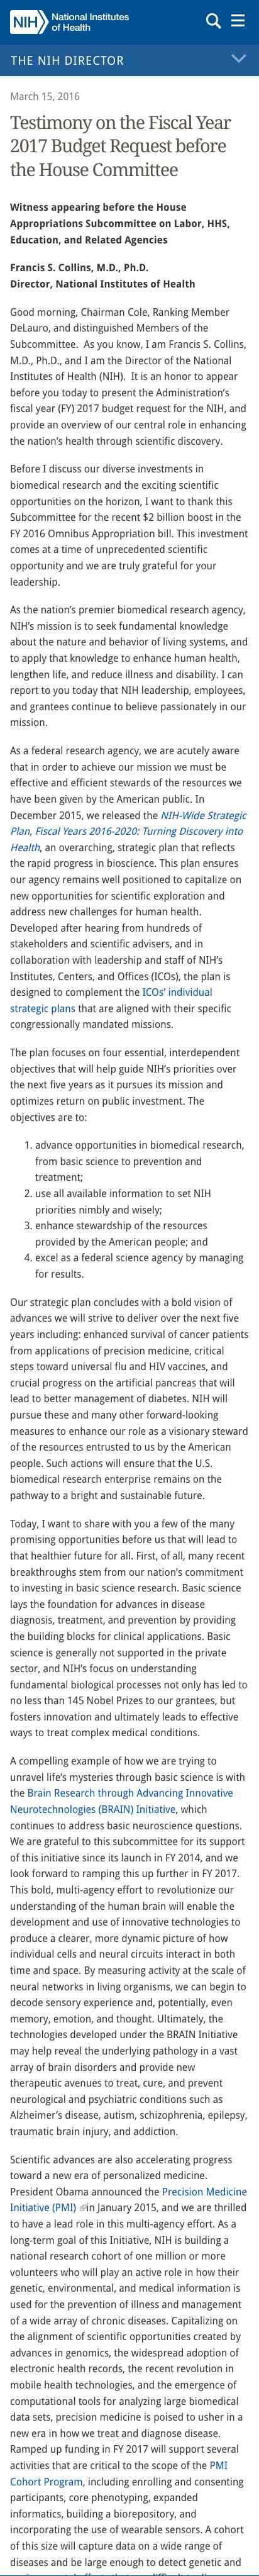 NIH National Institutes
of Health
THE NIH DIRECTOR
March 15, 2016
Testimony on the Fiscal Year
2017 Budget Request before
the House Committee
Witness appearing before the House
Appropriations Subcommittee on Labor, HHS,
Education, and Related Agencies
Francis S. Collins, M.D., Ph.D.
Director, National Institutes of Health
Good morning, Chairman Cole, Ranking Member
DeLauro, and distinguished Members of the
Subcommittee.  As you know, I am Francis S. Collins,
M.D., Ph.D., and I am the Director of the National
Institutes of Health (NIH).  It is an honor to appear
before you today to present the Administration’s
fiscal year (FY) 2017 budget request for the NIH, and
provide an overview of our central role in enhancing
the nation’s health through scientific discovery.
Before I discuss our diverse investments in
biomedical research and the exciting scientific
opportunities on the horizon, I want to thank this
Subcommittee for the recent $2 billion boost in the
FY 2016 Omnibus Appropriation bill. This investment
comes at a time of unprecedented scientific
opportunity and we are truly grateful for your
leadership.
As the nation’s premier biomedical research agency,
NIH’s mission is to seek fundamental knowledge
about the nature and behavior of living systems, and
to apply that knowledge to enhance human health,
lengthen life, and reduce illness and disability. I can
report to you today that NIH leadership, employees,
and grantees continue to believe passionately in our
mission.
As a federal research agency, we are acutely aware
that in order to achieve our mission we must be
effective and efficient stewards of the resources we
have been given by the American public. In
December 2015, we released the NIH-Wide Strategic
Plan, Fiscal Years 2016-2020: Turning Discovery into
Health, an overarching, strategic plan that reflects
the rapid progress in bioscience. This plan ensures
our agency remains well positioned to capitalize on
new opportunities for scientific exploration and
address new challenges for human health.
Developed after hearing from hundreds of
stakeholders and scientific advisers, and in
collaboration with leadership and staff of NIH’s
Institutes, Centers, and Offices (ICOs), the plan is
designed to complement the ICOs’ individual
strategic plans that are aligned with their specific
congressionally mandated missions.
The plan focuses on four essential, interdependent
objectives that will help guide NIH’s priorities over
the next five years as it pursues its mission and
optimizes return on public investment. The
objectives are to:
1. advance opportunities in biomedical research,
from basic science to prevention and
treatment;
2. use all available information to set NIH
priorities nimbly and wisely;
3. enhance stewardship of the resources
provided by the American people; and
4. excel as a federal science agency by managing
for results.
Our strategic plan concludes with a bold vision of
advances we will strive to deliver over the next five
years including: enhanced survival of cancer patients
from applications of precision medicine, critical
steps toward universal flu and HIV vaccines, and
crucial progress on the artificial pancreas that will
lead to better management of diabetes. NIH will
pursue these and many other forward-looking
measures to enhance our role as a visionary steward
of the resources entrusted to us by the American
people. Such actions will ensure that the U.S.
biomedical research enterprise remains on the
pathway to a bright and sustainable future.
Today, I want to share with you a few of the many
promising opportunities before us that will lead to
that healthier future for all. First, of all, many recent
breakthroughs stem from our nation’s commitment
to investing in basic science research. Basic science
lays the foundation for advances in disease
diagnosis, treatment, and prevention by providing
the building blocks for clinical applications. Basic
science is generally not supported in the private
sector, and NIH’s focus on understanding
fundamental biological processes not only has led to
no less than 145 Nobel Prizes to our grantees, but
fosters innovation and ultimately leads to effective
ways to treat complex medical conditions.
A compelling example of how we are trying to
unravel life’s mysteries through basic science is with
the Brain Research through Advancing Innovative
Neurotechnologies (BRAIN) Initiative, which
continues to address basic neuroscience questions.
We are grateful to this subcommittee for its support
of this initiative since its launch in FY 2014, and we
look forward to ramping this up further in FY 2017.
This bold, multi-agency effort to revolutionize our
understanding of the human brain will enable the
development and use of innovative technologies to
produce a clearer, more dynamic picture of how
individual cells and neural circuits interact in both
time and space. By measuring activity at the scale of
neural networks in living organisms, we can begin to
decode sensory experience and, potentially, even
memory, emotion, and thought. Ultimately, the
technologies developed under the BRAIN Initiative
may help reveal the underlying pathology in a vast
array of brain disorders and provide new
therapeutic avenues to treat, cure, and prevent
neurological and psychiatric conditions such as
Alzheimer’s disease, autism, schizophrenia, epilepsy,
traumatic brain injury, and addiction.
Scientific advances are also accelerating progress
toward a new era of personalized medicine.
President Obama announced the Precision Medicine
Initiative (PMI) in January 2015, and we are thrilled
to have a lead role in this multi-agency effort. As a
long-term goal of this Initiative, NIH is building a
national research cohort of one million or more
volunteers who will play an active role in how their
genetic, environmental, and medical information is
used for the prevention of illness and management
of a wide array of chronic diseases. Capitalizing on
the alignment of scientific opportunities created by
advances in genomics, the widespread adoption of
electronic health records, the recent revolution in
mobile health technologies, and the emergence of
computational tools for analyzing large biomedical
data sets, precision medicine is poised to usher in a
new era in how we treat and diagnose disease.
Ramped up funding in FY 2017 will support several
activities that are critical to the scope of the PMI
Cohort Program, including enrolling and consenting
participants, core phenotyping, expanded
informatics, building a biorepository, and
incorporating the use of wearable sensors. A cohort
of this size will capture data on a wide range of
diseases and be large enough to detect genetic and